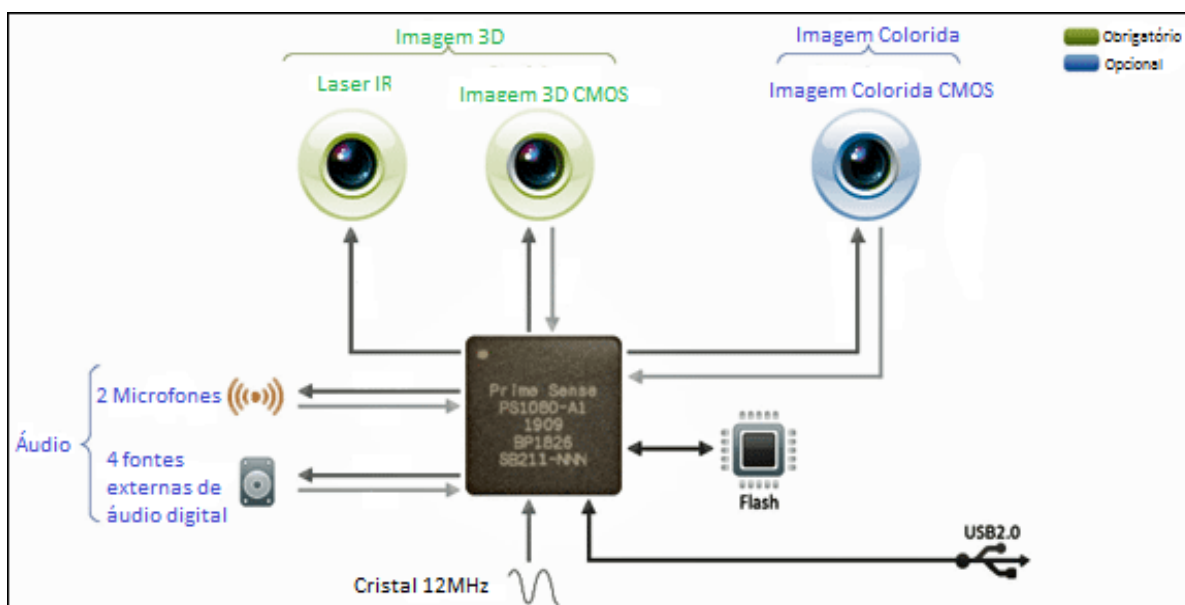 Imagem 3D
Imagem Colorida
Obrigatório
Opcional
Laser IR
Imagem 3D CMOS
Imagem Colorida CMOS
Prime Sense
PS1080-A1
1909
BP1826
SB211-NNN
Áudio
2 Microfones
4 fontes
externas de
áudio digital
Flash
USB2.0
Cristal 12MHz